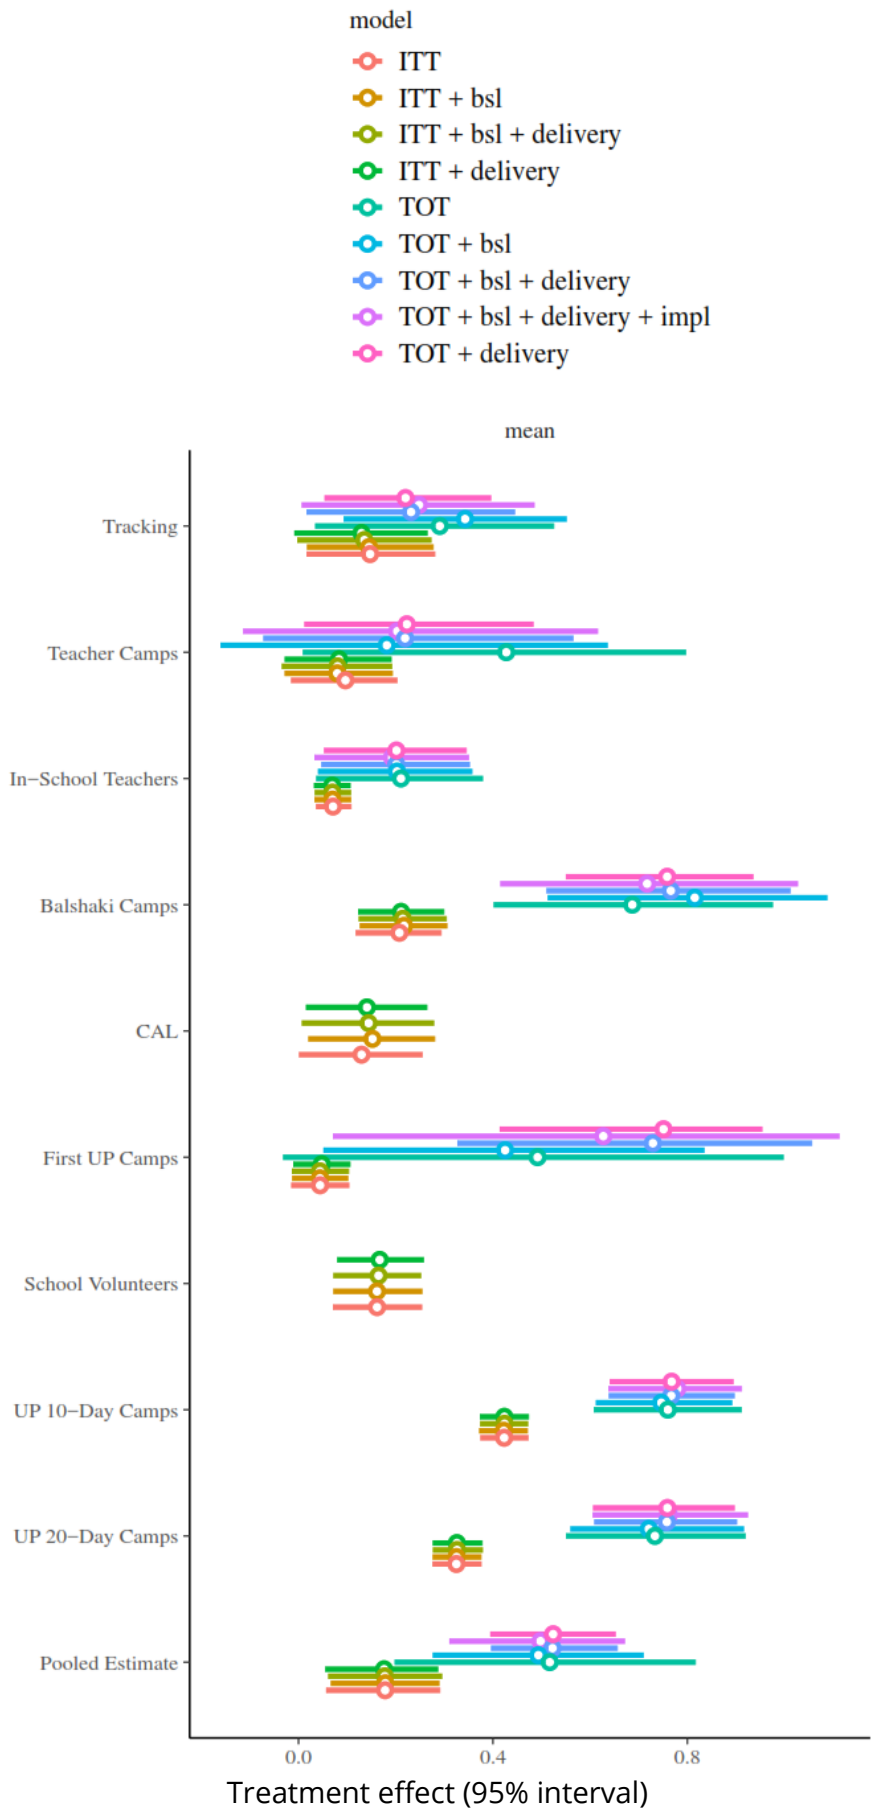 model
ITT
ITT + bsl
ITT + bsl + delivery
ITT + delivery
TOT
TOT + bsl
TOT + bsl + delivery
TOT + bsl + delivery + impl
TOT + delivery
mean
Tracking
Teacher Camps
In−School Teachers
Balshaki Camps
CAL
First UP Camps
School Volunteers
UP 10−Day Camps
UP 20−Day Camps
Pooled Estimate
0.0 0.4 0.8
Treatment effect (95% interval)